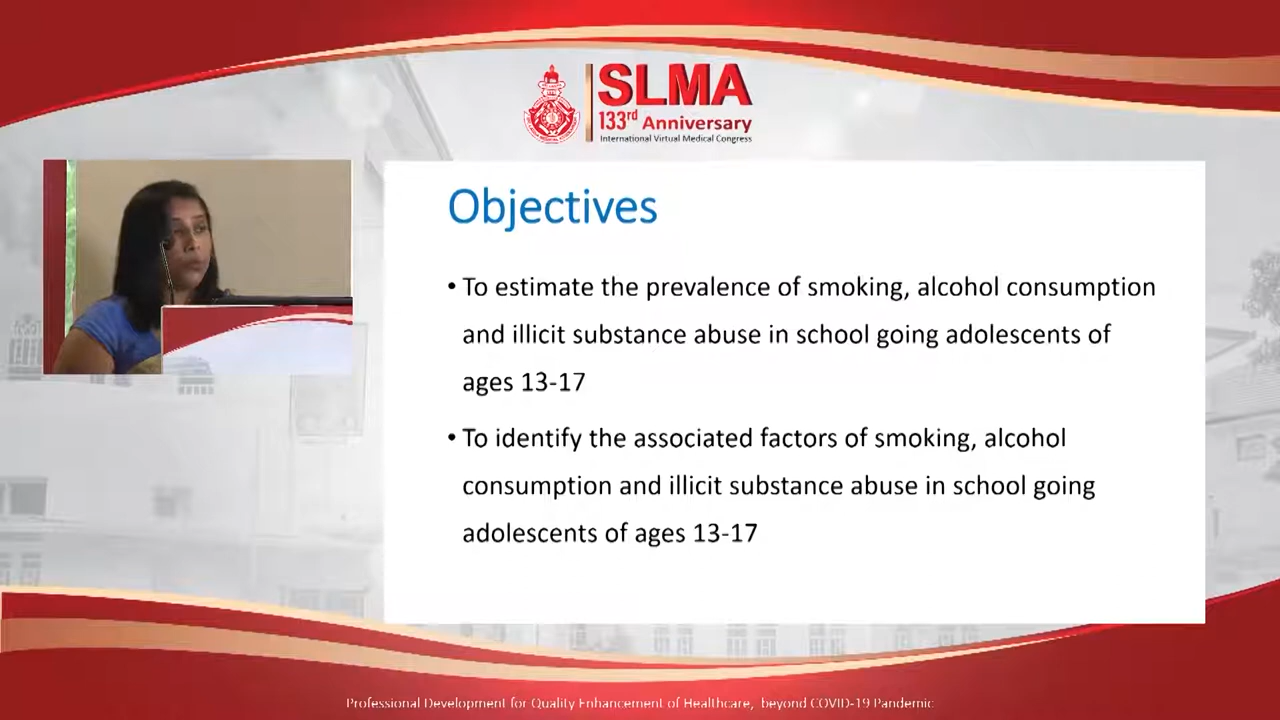 SLMA
133rd Anniversary
International Virtual Medical Congress
Objectives
• To estimate the prevalence of smoking, alcohol consumption
and illicit substance abuse in school going adolescents of
ages 13-17
• To identify the associated factors of smoking, alcohol
consumption and illicit substance abuse in school going
adolescents of ages 13-17
Professional Development for Quality Enhancement of Healthcare, beyond COVID-19 Pandemic